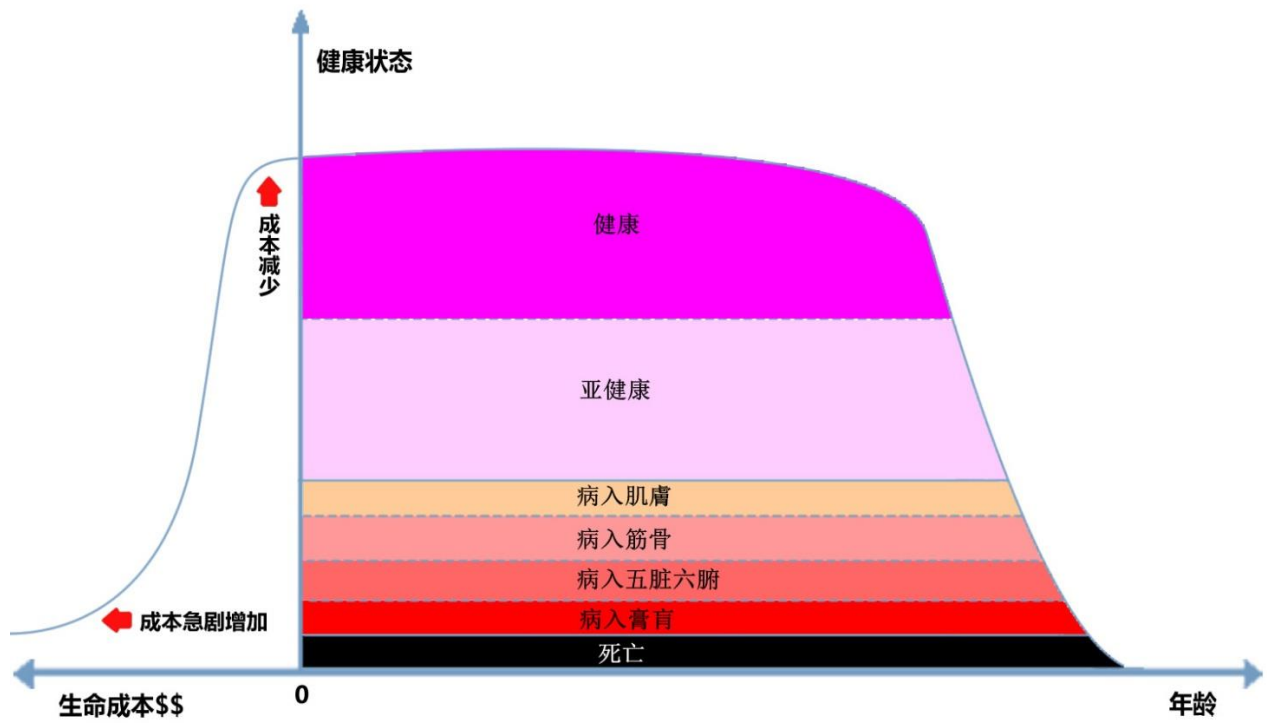 健康状态
成本减少
健康
亚健康
病入肌膚
病入筋骨
病入五脏六腑
病入膏肓
成本急剧增加
死亡
生命成本$$
0
年龄